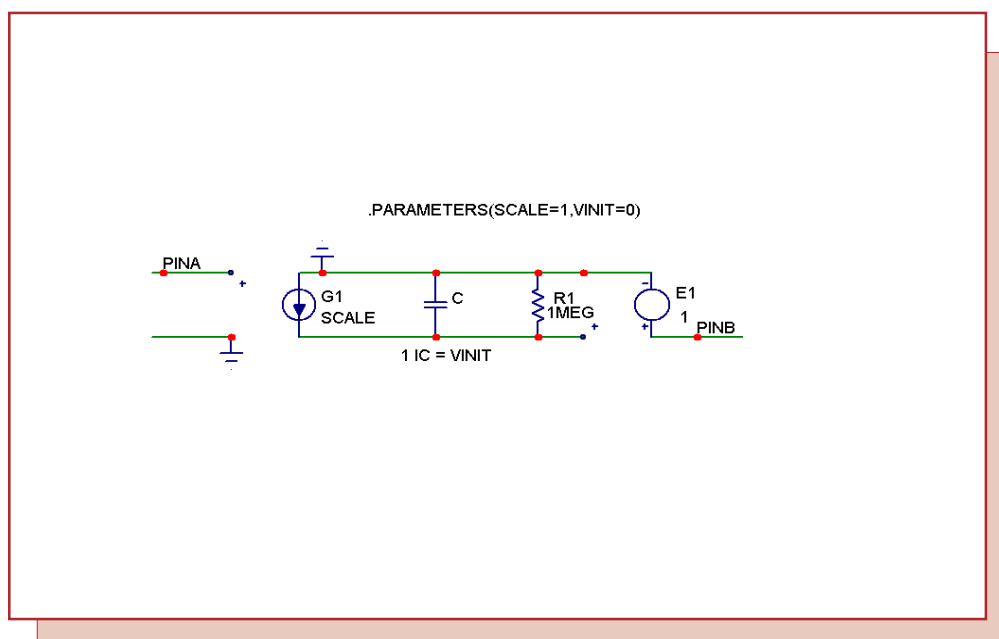 .PARAMETERS(SCALE=1,VINIT=0)
PINA
+
G1
SCALE
C
1 IC = VINIT
R1
1MEG
+
-
E1
1
+
PINB